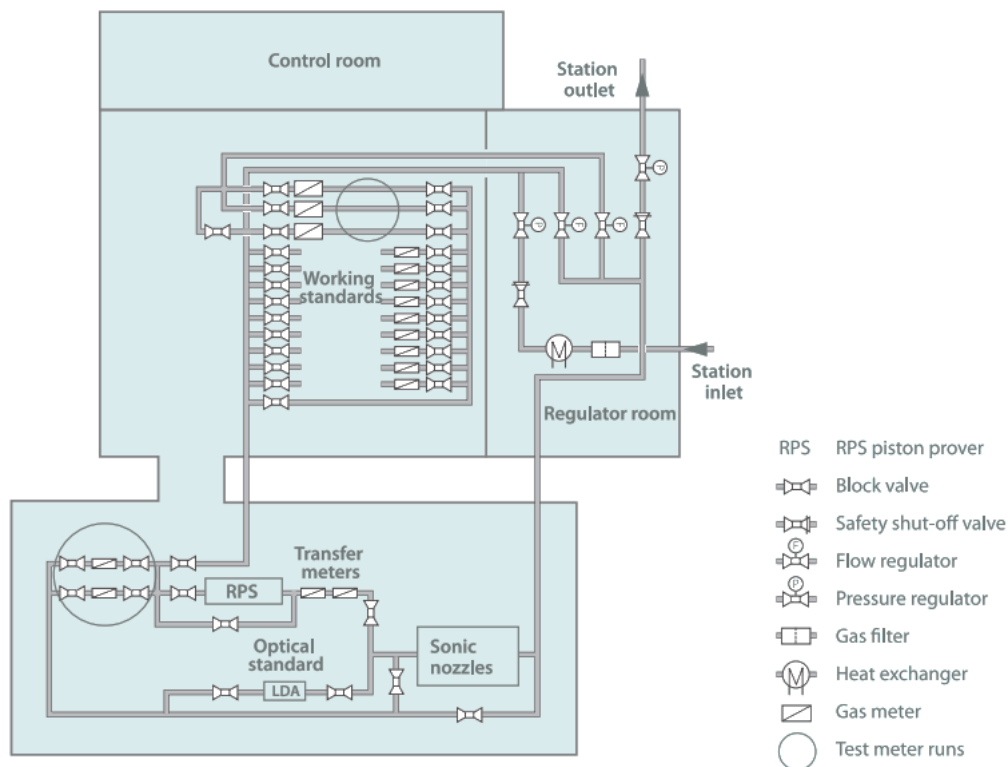 Control room
Station
outlet
P
P
F
F
Working
standards
M
Station
inlet
Regulator room
RPS RPS piston prover
Block valve
Safety shut-off valve
F Flow regulator
P Pressure regulator
Gas filter
M Heat exchanger
Gas meter
Test meter runs
Transfer
meters
RPS
Optical
standard
LDA
Sonic
nozzles